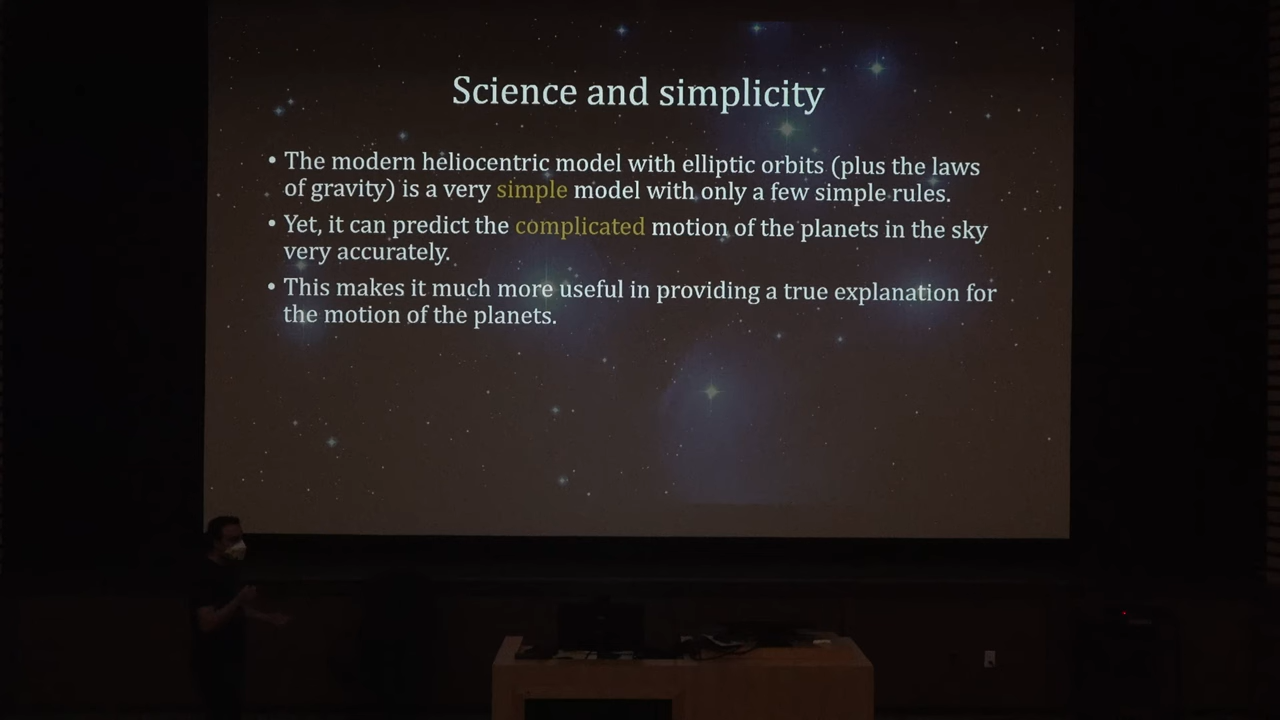 Science and simplicity
• The modern heliocentric model with elliptic orbits (plus the laws
of gravity) is a very simple model with only a few simple rules.
• Yet, it can predict the complicated motion of the planets in the sky
very accurately.
• This makes it much more useful in providing a true explanation for
the motion of the planets.